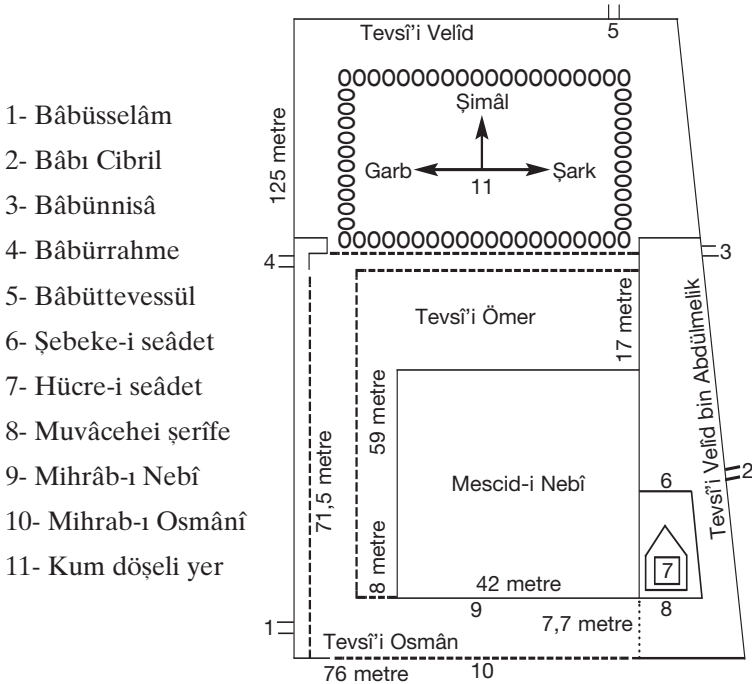 1- Bâbüsselâm
2- Bâbı Cibril
3- Bâbünnisâ
4- Bâbürrahme
5- Bâbüttevessül
6- Şebeke-i seâdet
7- Hücre-i seâdet
8- Muvâcehei şerîfe
9- Mihrâb-ı Nebî
10- Mihrab-ı Osmânî
11- Kum döşeli yer
Tevsî'i Velîd
5
Şimâl
Garb
Şark
11
125 metre
4
3
Tevsî'i Ömer
17 metre
59 metre
71,5 metre
Mescid-i Nebî
Tevsî'i Velîd bin Abdülmelik
2
6
7
8 metre
42 metre
9
8
7,7 metre
1
Tevsî'i Osmân
76 metre
10